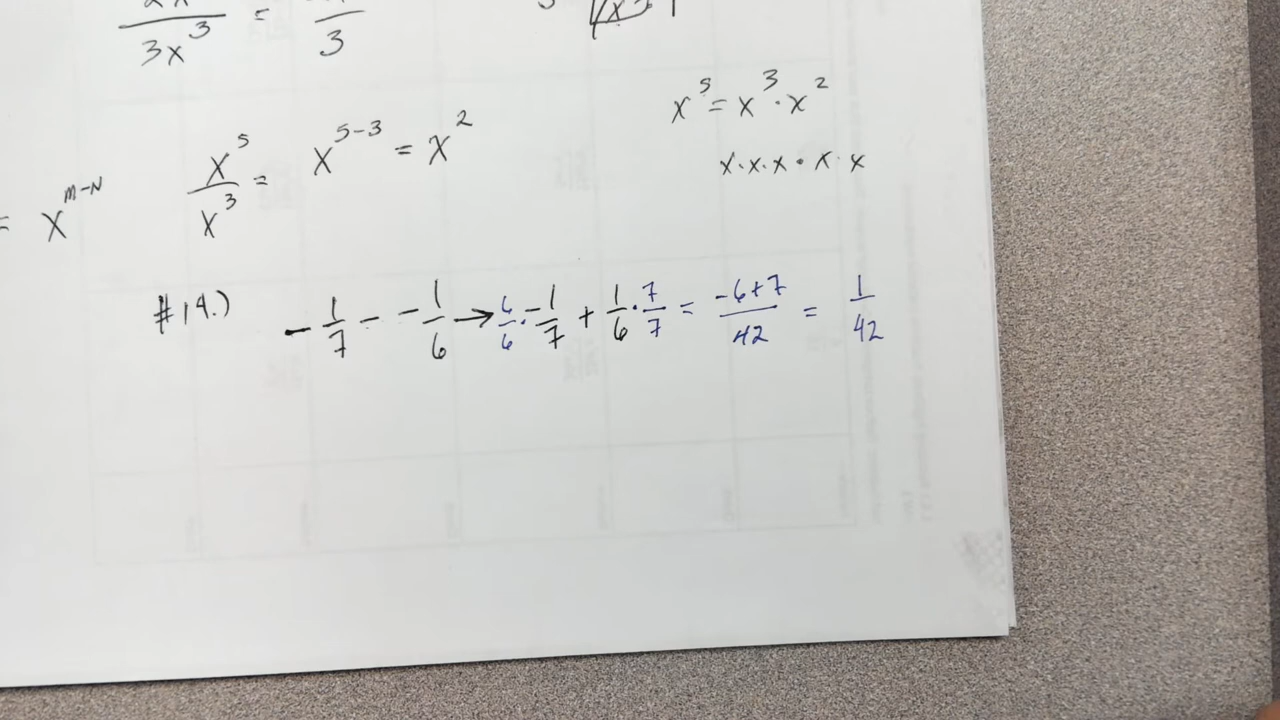 3x^3 = 3
x^5 = x^3 · x^2
x·x·x·x·x
= x^{m-N} x^5/x^3 = x^{5-3} = x^2
#14.) -1/7 - -1/6 → 6/6 · -1/7 + 1/6 · 7/7 = (-6+7)/42 = 1/42